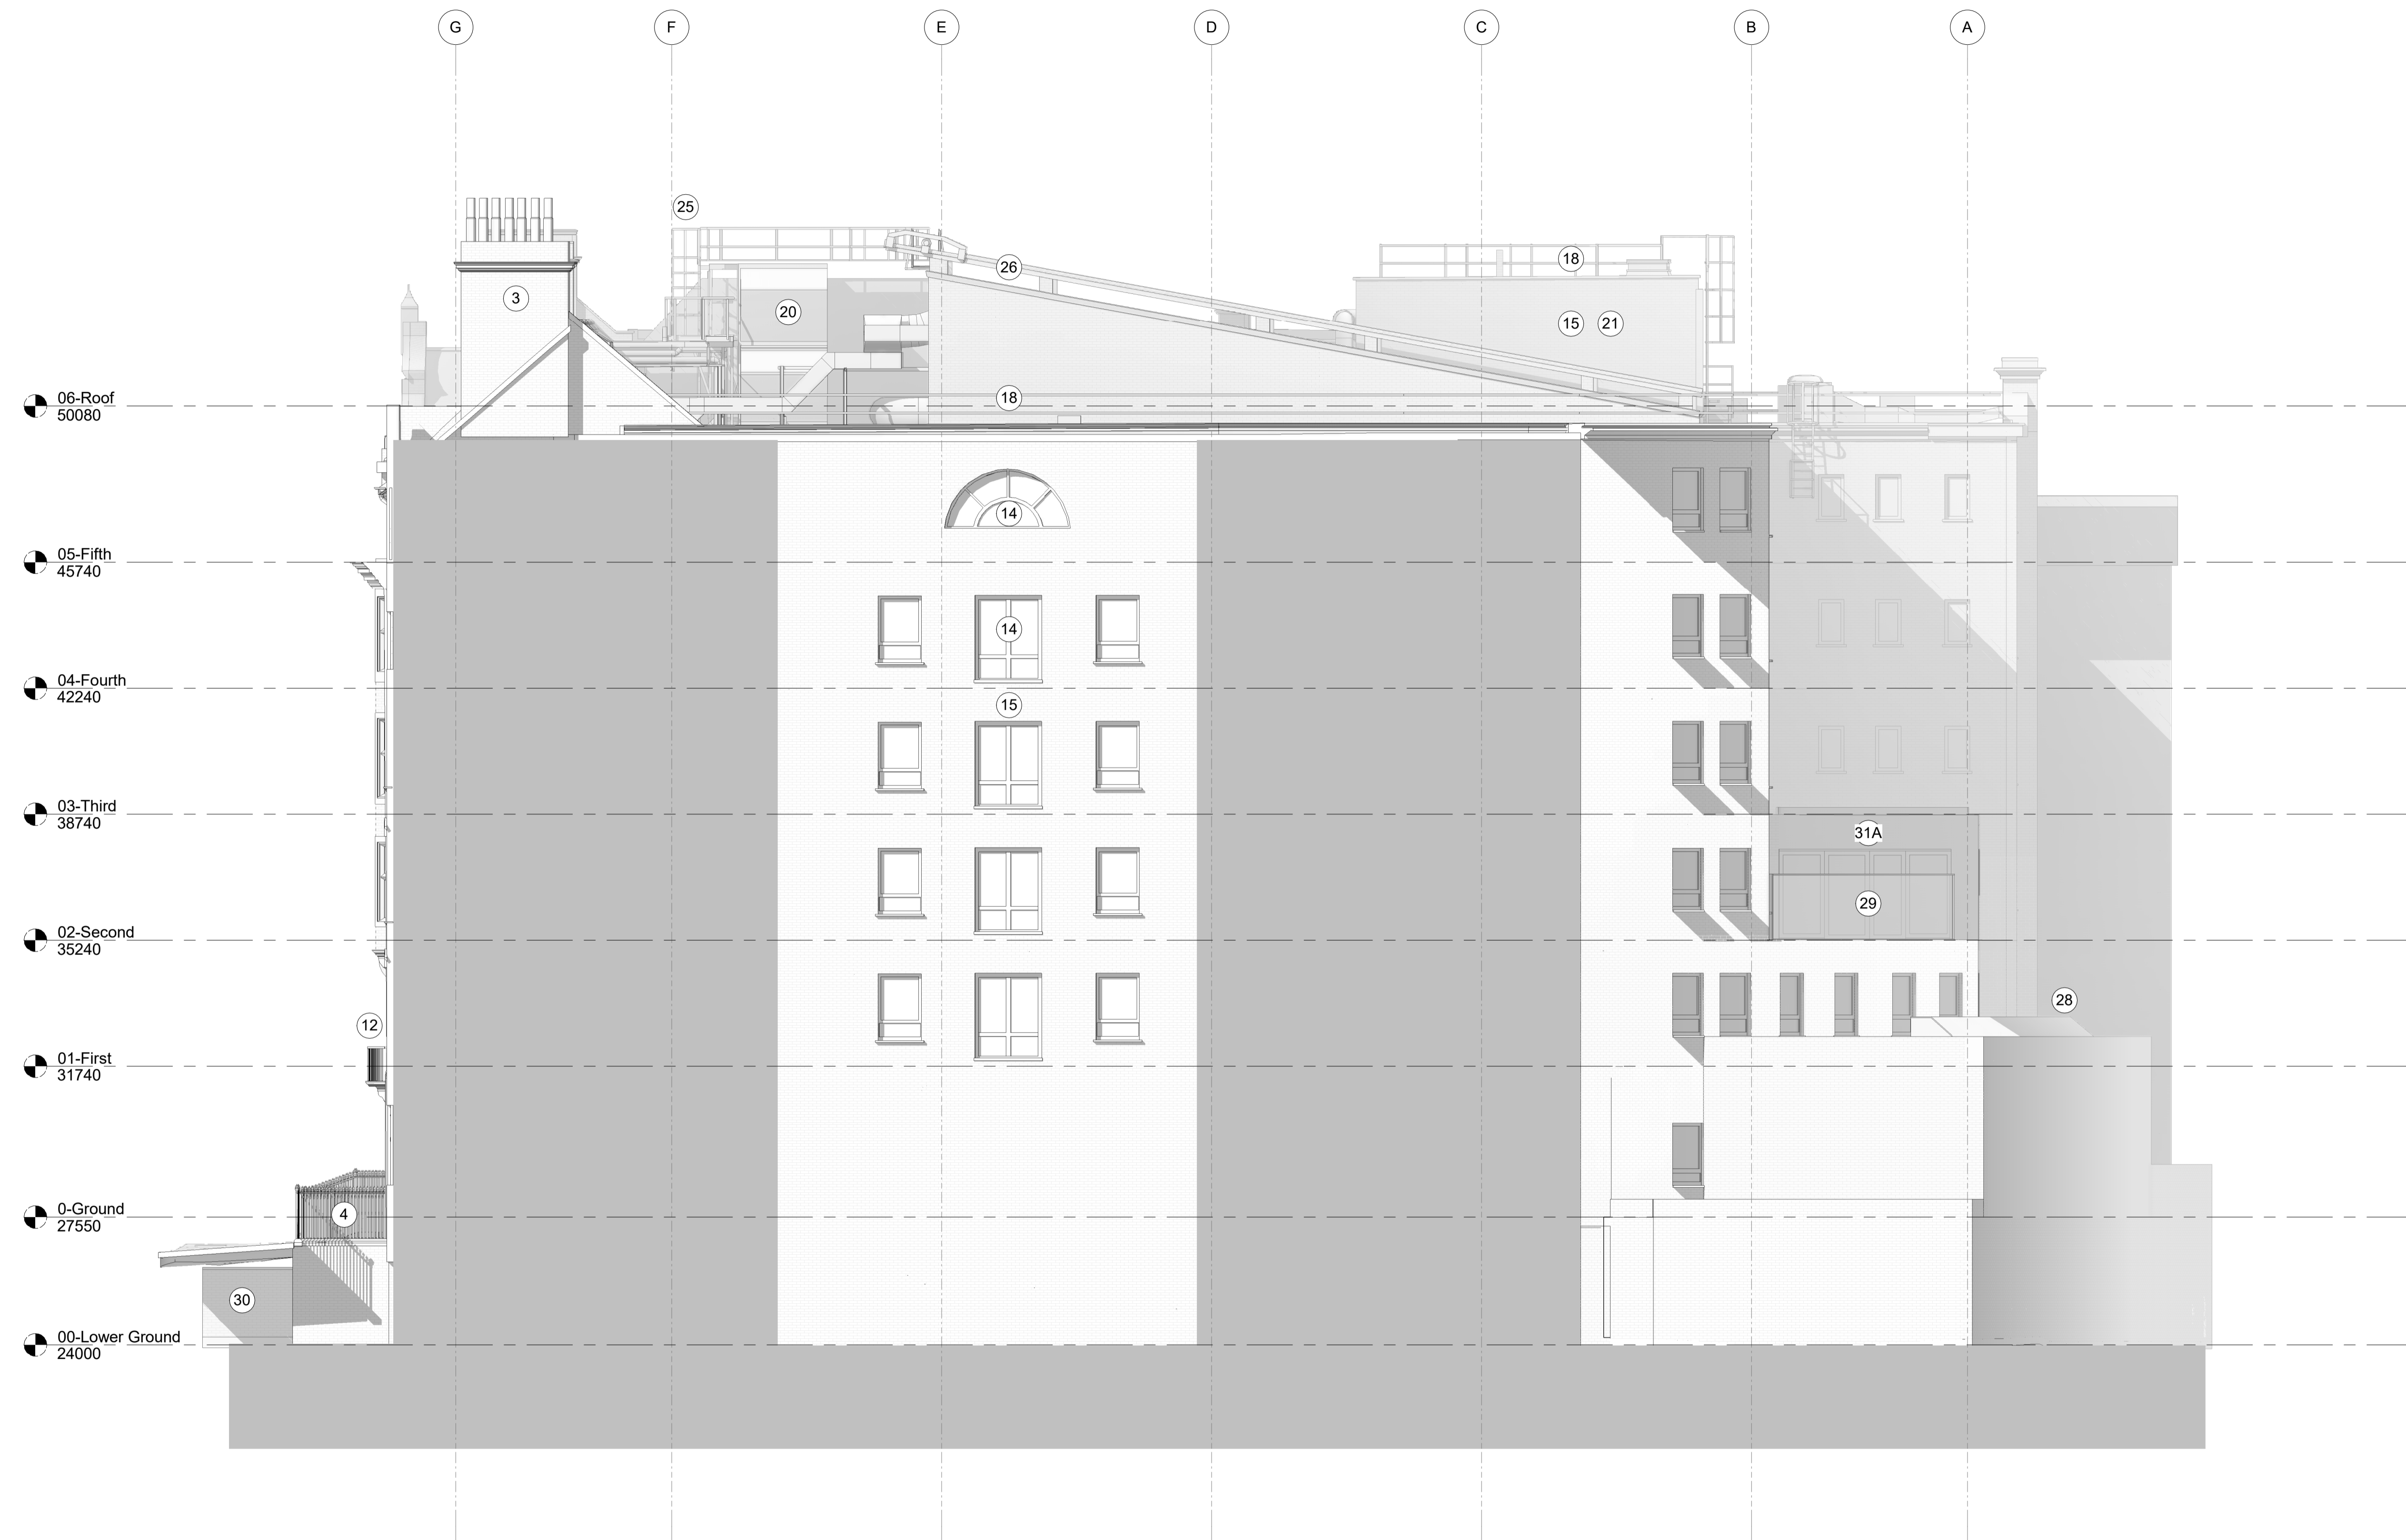 G F E D C B A
25
26
18
3
20
15 21
06-Roof
50080
18
14
05-Fifth
45740
14
04-Fourth
42240
15
03-Third
38740
31A
29
02-Second
35240
28
12
01-First
31740
0-Ground
27550
4
30
00-Lower Ground
24000